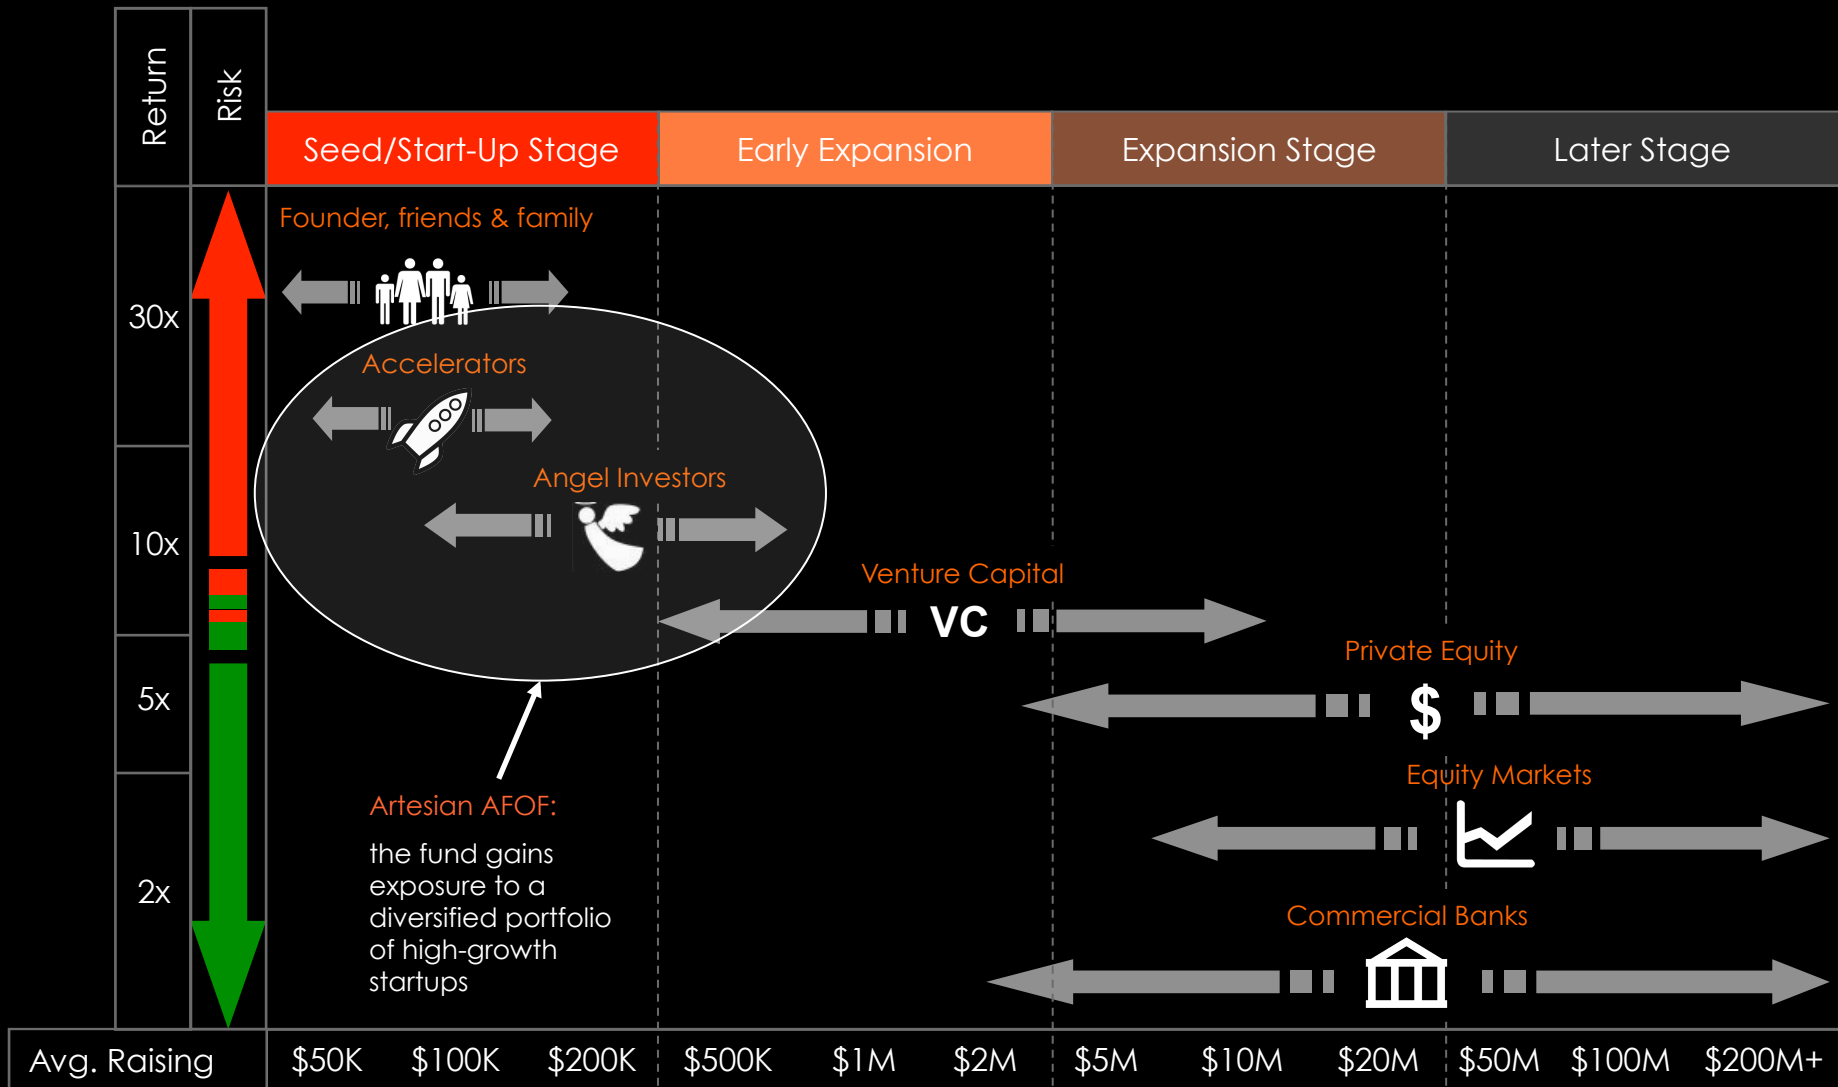 Return
Risk
Seed/Start-Up Stage
Early Expansion
Expansion Stage
Later Stage
Founder, friends & family
30x
Accelerators
Angel Investors
10x
Venture Capital
VC
Private Equity
5x
$
Equity Markets
Artesian AFOF:
the fund gains
exposure to a
diversified portfolio
of high-growth
startups
2x
Commercial Banks
Avg. Raising
$50K
$100K
$200K
$500K
$1M
$2M
$5M
$10M
$20M
$50M
$100M
$200M+